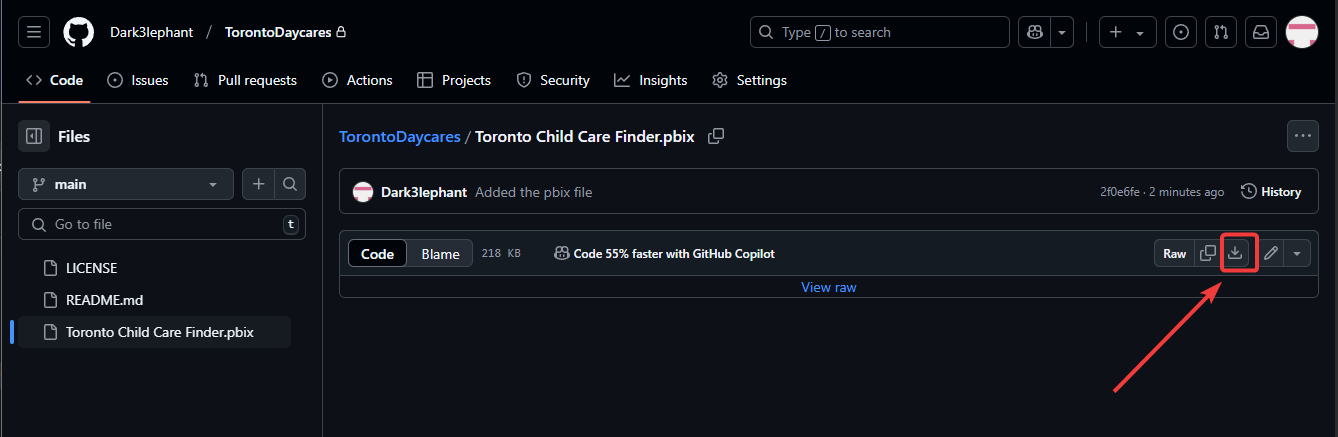 Dark3lephant / TorontoDaycares
Type / to search
Code Issues Pull requests Actions Projects Security Insights Settings
Files
TorontoDaycares / Toronto Child Care Finder.pbix
main
Dark3lephant Added the pbix file 2f0e6fe · 2 minutes ago History
Go to file t
Code Blame 218 KB Code 55% faster with GitHub Copilot Raw
LICENSE
View raw
README.md
Toronto Child Care Finder.pbix